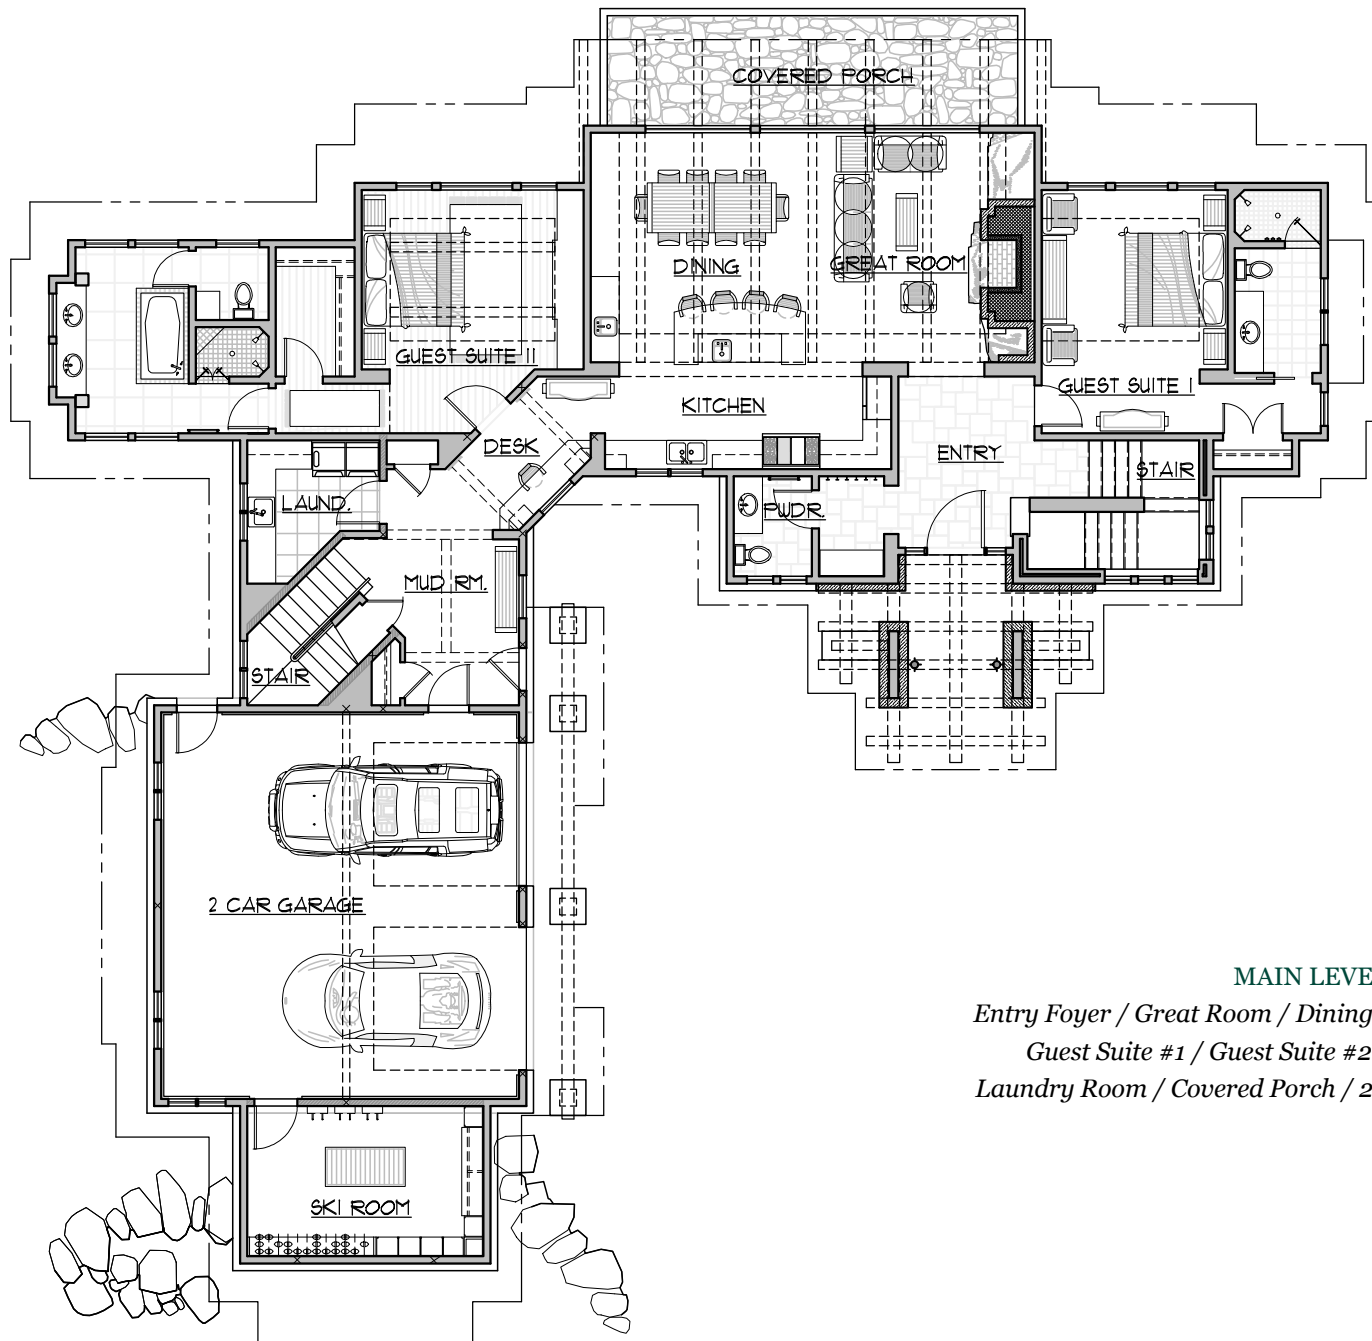 COVERED PORCH
DINING
GREAT ROOM
GUEST SUITE II
GUEST SUITE I
KITCHEN
DESK
ENTRY
STAIR
LAUND.
PWDR.
MUD RM.
STAIR
2 CAR GARAGE
SKI ROOM
MAIN LEVE
Entry Foyer / Great Room / Dining
Guest Suite #1 / Guest Suite #2
Laundry Room / Covered Porch / 2